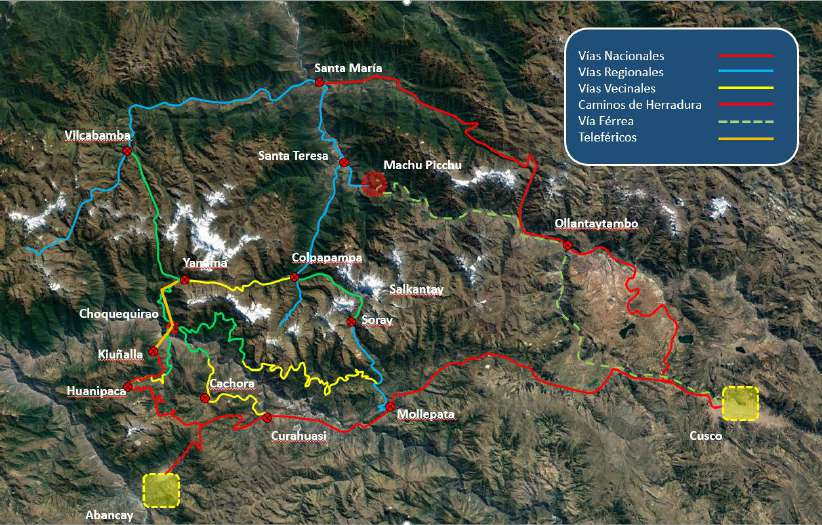 Santa María
Vías Nacionales
Vías Regionales
Vías Vecinales
Caminos de Herradura
Vía Férrea
Teleféricos
Vilcabamba
Santa Teresa
Machu Picchu
Ollantaytambo
Yanama
Colpapampa
Salkantay
Choquequirao
Soray
Kiuñalla
Huanipaca
Cachora
Mollepata
Curahuasi
Cusco
Abancay